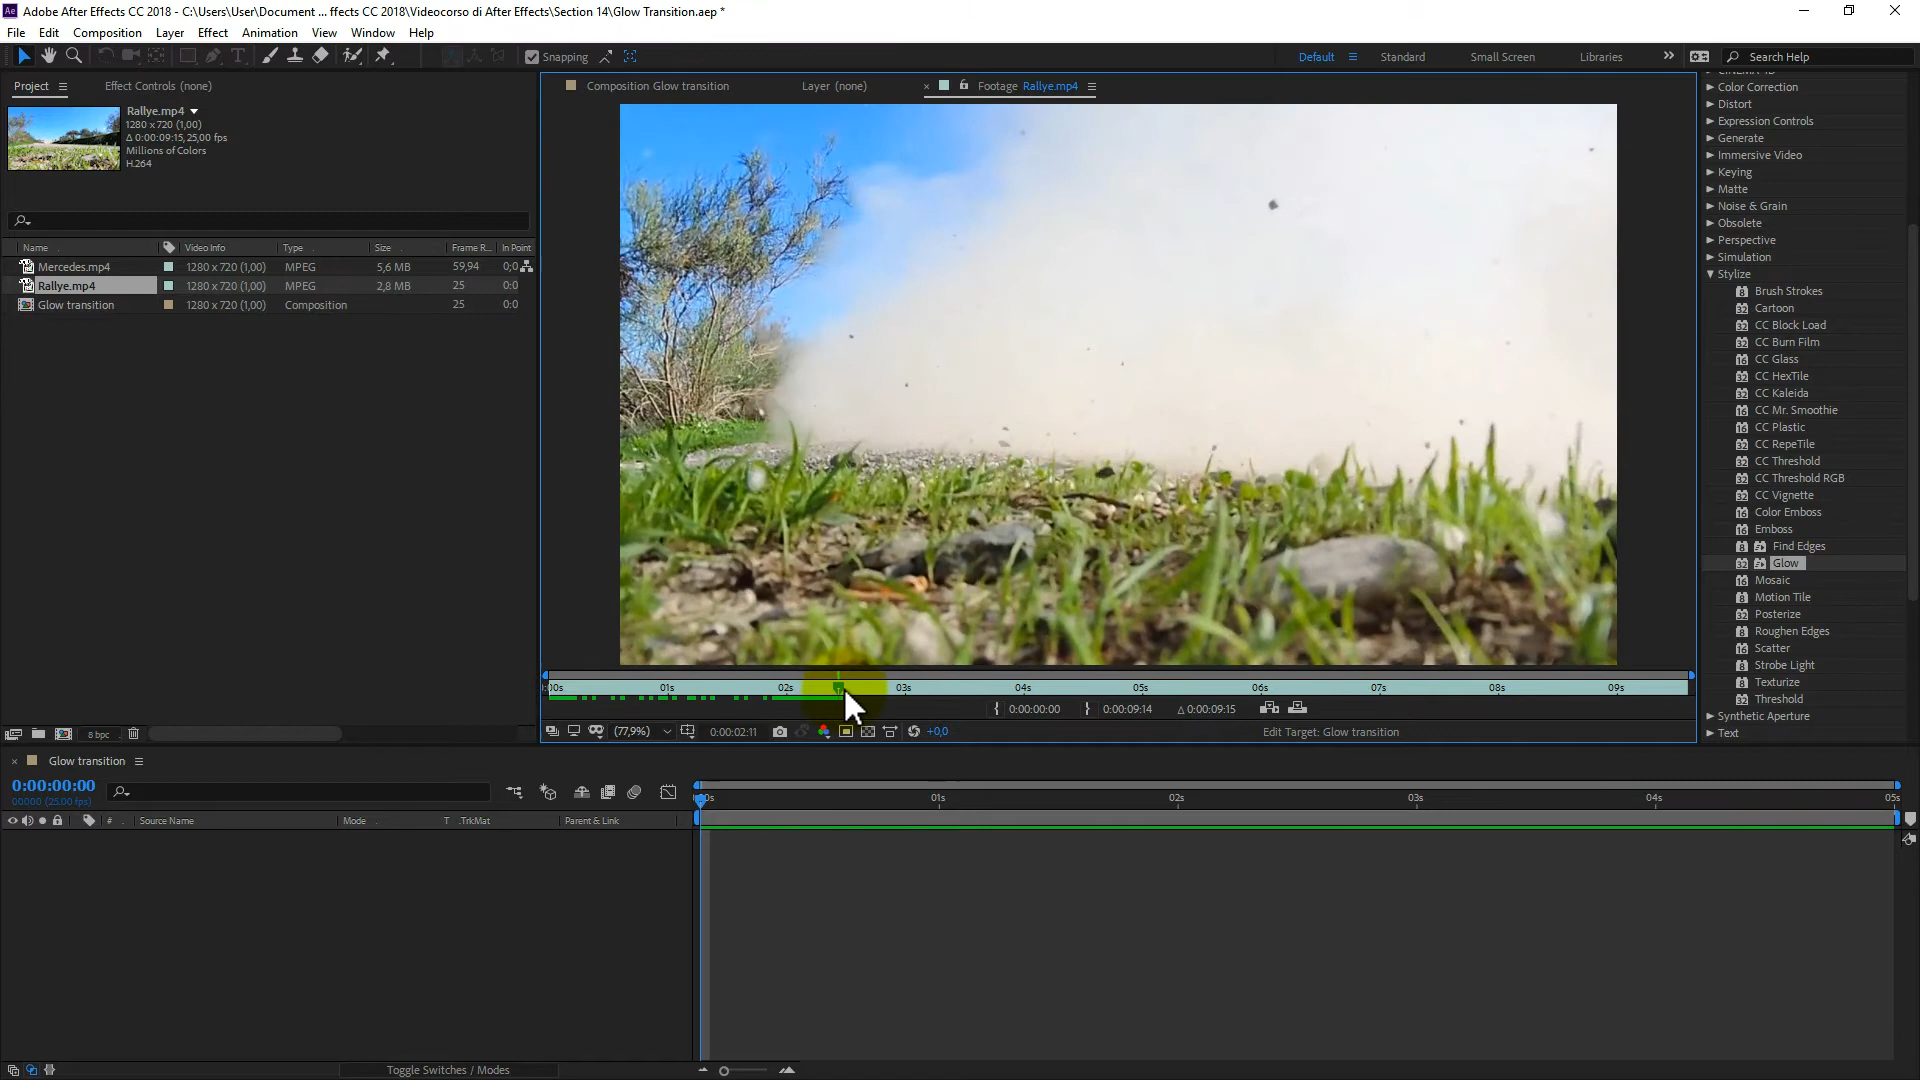 Adobe After Effects CC 2018 - C:\Users\User\Document ... ffects CC 2018\Videocorso di After Effects\Section 14\Glow Transition.aep *
File Edit Composition Layer Effect Animation View Window Help
Snapping
Default Standard Small Screen Libraries Search Help
Project Effect Controls (none)
Composition Glow transition Layer (none) Footage Rallye.mp4
Rallye.mp4
1280 x 720 (1,00)
Δ 0:00:09:15, 25,00 fps
Millions of Colors
H.264
Name Video Info Type Size Frame R... In Point
Mercedes.mp4 1280 x 720 (1,00) MPEG 5,6 MB 59,94 0;0
Rallye.mp4 1280 x 720 (1,00) MPEG 2,8 MB 25 0:0
Glow transition 1280 x 720 (1,00) Composition 25 0:0
Color Correction
Distort
Expression Controls
Generate
Immersive Video
Keying
Matte
Noise & Grain
Obsolete
Perspective
Simulation
Stylize
Brush Strokes
Cartoon
CC Block Load
CC Burn Film
CC Glass
CC HexTile
CC Kaleida
CC Mr. Smoothie
CC Plastic
CC RepeTile
CC Threshold
CC Threshold RGB
CC Vignette
Color Emboss
Emboss
Find Edges
Glow
Mosaic
Motion Tile
Posterize
Roughen Edges
Scatter
Strobe Light
Texturize
Threshold
Synthetic Aperture
Text
00s 01s 02s 03s 04s 05s 06s 07s 08s 09s
0:00:00:00 0:00:09:14 Δ 0:00:09:15
8 bpc
(77,9%) 0:00:02:11 +0,0 Edit Target: Glow transition
Glow transition
0:00:00:00
00000 (25.00 fps)
00s 01s 02s 03s 04s 05s
# Source Name Mode T .TrkMat Parent & Link
Toggle Switches / Modes